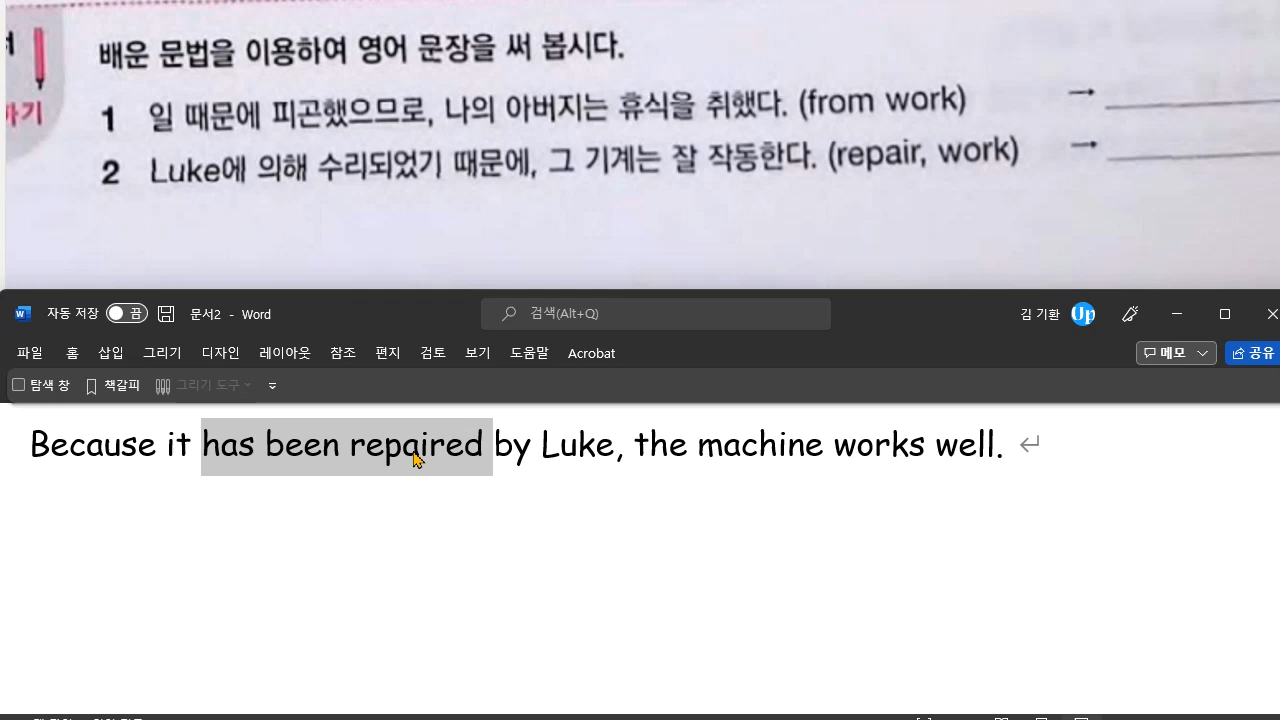 배운 문법을 이용하여 영어 문장을 써 봅시다.
하기
1 일 때문에 피곤했으므로, 나의 아버지는 휴식을 취했다. (from work) →
2 Luke에 의해 수리되었기 때문에, 그 기계는 잘 작동한다. (repair, work) →
자동 저장 끔 문서2 - Word 검색(Alt+Q) 김 기환 Up
파일 홈 삽입 그리기 디자인 레이아웃 참조 편지 검토 보기 도움말 Acrobat 메모 공유
탐색 창 책갈피 그리기 도구
Because it has been repaired by Luke, the machine works well.